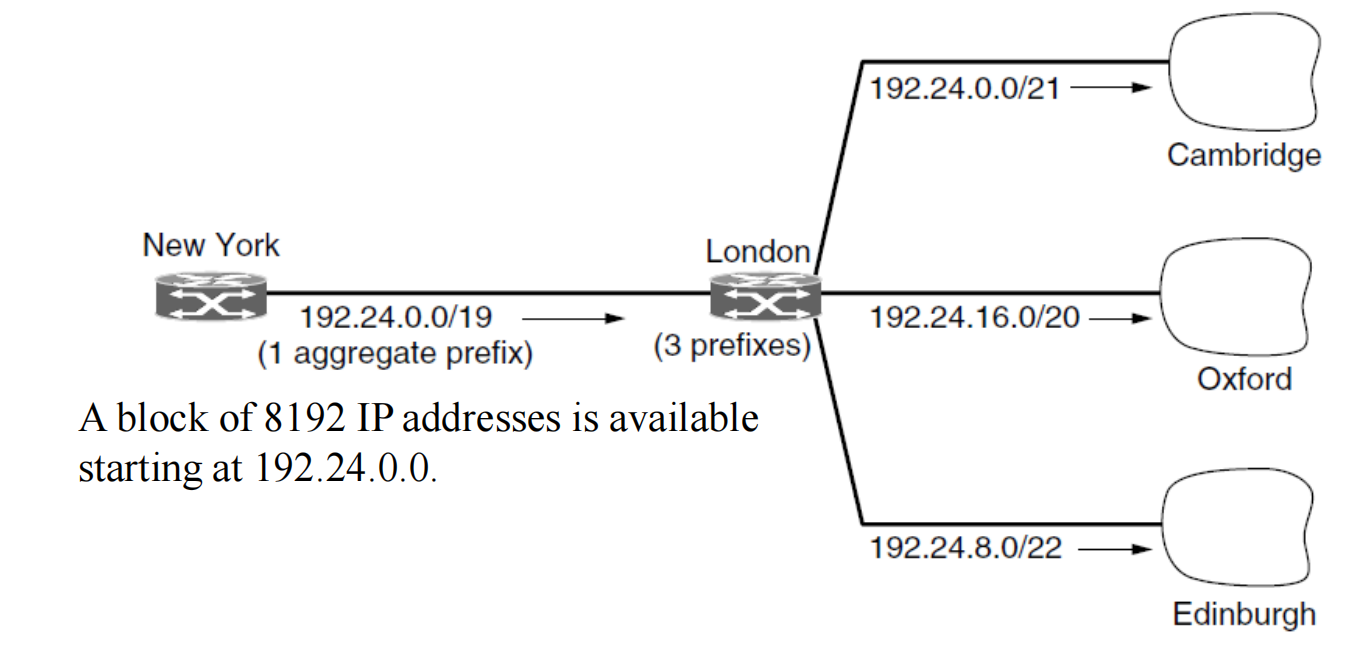 192.24.0.0/21
Cambridge
New York
London
192.24.0.0/19
(1 aggregate prefix)
(3 prefixes)
192.24.16.0/20
Oxford
A block of 8192 IP addresses is available
starting at 192.24.0.0.
192.24.8.0/22
Edinburgh